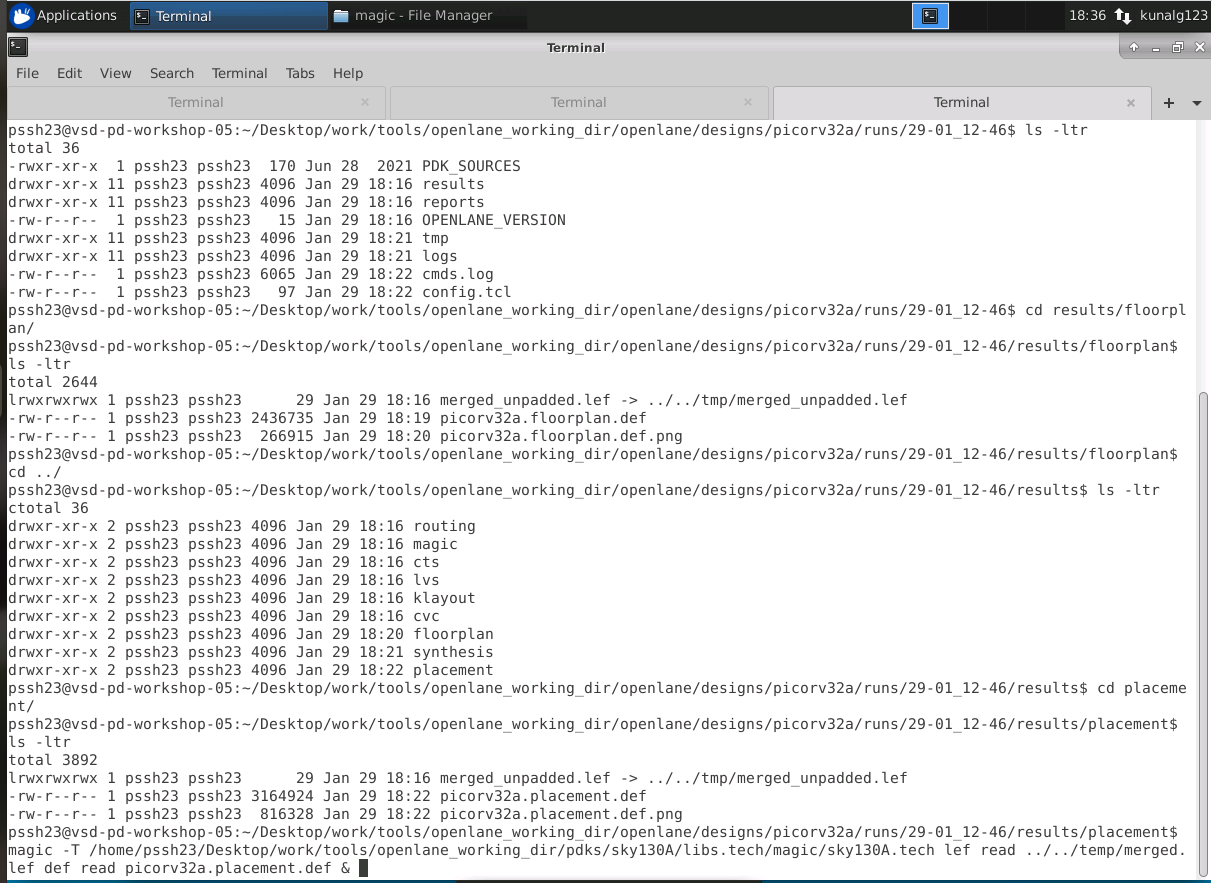 Applications Terminal magic - File Manager 18:36 kunalg123
Terminal
File Edit View Search Terminal Tabs Help
Terminal × Terminal × Terminal × +
pssh23@vsd-pd-workshop-05:~/Desktop/work/tools/openlane_working_dir/openlane/designs/picorv32a/runs/29-01_12-46$ ls -ltr
total 36
-rwxr-xr-x  1 pssh23 pssh23  170 Jun 28  2021 PDK_SOURCES
drwxr-xr-x 11 pssh23 pssh23 4096 Jan 29 18:16 results
drwxr-xr-x 11 pssh23 pssh23 4096 Jan 29 18:16 reports
-rw-r--r--  1 pssh23 pssh23   15 Jan 29 18:16 OPENLANE_VERSION
drwxr-xr-x 11 pssh23 pssh23 4096 Jan 29 18:21 tmp
drwxr-xr-x 11 pssh23 pssh23 4096 Jan 29 18:21 logs
-rw-r--r--  1 pssh23 pssh23 6065 Jan 29 18:22 cmds.log
-rw-r--r--  1 pssh23 pssh23   97 Jan 29 18:22 config.tcl
pssh23@vsd-pd-workshop-05:~/Desktop/work/tools/openlane_working_dir/openlane/designs/picorv32a/runs/29-01_12-46$ cd results/floorpl
an/
pssh23@vsd-pd-workshop-05:~/Desktop/work/tools/openlane_working_dir/openlane/designs/picorv32a/runs/29-01_12-46/results/floorplan$
ls -ltr
total 2644
lrwxrwxrwx 1 pssh23 pssh23      29 Jan 29 18:16 merged_unpadded.lef -> ../../tmp/merged_unpadded.lef
-rw-r--r-- 1 pssh23 pssh23 2436735 Jan 29 18:19 picorv32a.floorplan.def
-rw-r--r-- 1 pssh23 pssh23  266915 Jan 29 18:20 picorv32a.floorplan.def.png
pssh23@vsd-pd-workshop-05:~/Desktop/work/tools/openlane_working_dir/openlane/designs/picorv32a/runs/29-01_12-46/results/floorplan$
cd ../
pssh23@vsd-pd-workshop-05:~/Desktop/work/tools/openlane_working_dir/openlane/designs/picorv32a/runs/29-01_12-46/results$ ls -ltr
ctotal 36
drwxr-xr-x 2 pssh23 pssh23 4096 Jan 29 18:16 routing
drwxr-xr-x 2 pssh23 pssh23 4096 Jan 29 18:16 magic
drwxr-xr-x 2 pssh23 pssh23 4096 Jan 29 18:16 cts
drwxr-xr-x 2 pssh23 pssh23 4096 Jan 29 18:16 lvs
drwxr-xr-x 2 pssh23 pssh23 4096 Jan 29 18:16 klayout
drwxr-xr-x 2 pssh23 pssh23 4096 Jan 29 18:16 cvc
drwxr-xr-x 2 pssh23 pssh23 4096 Jan 29 18:20 floorplan
drwxr-xr-x 2 pssh23 pssh23 4096 Jan 29 18:21 synthesis
drwxr-xr-x 2 pssh23 pssh23 4096 Jan 29 18:22 placement
pssh23@vsd-pd-workshop-05:~/Desktop/work/tools/openlane_working_dir/openlane/designs/picorv32a/runs/29-01_12-46/results$ cd placeme
nt/
pssh23@vsd-pd-workshop-05:~/Desktop/work/tools/openlane_working_dir/openlane/designs/picorv32a/runs/29-01_12-46/results/placement$
ls -ltr
total 3892
lrwxrwxrwx 1 pssh23 pssh23      29 Jan 29 18:16 merged_unpadded.lef -> ../../tmp/merged_unpadded.lef
-rw-r--r-- 1 pssh23 pssh23 3164924 Jan 29 18:22 picorv32a.placement.def
-rw-r--r-- 1 pssh23 pssh23  816328 Jan 29 18:22 picorv32a.placement.def.png
pssh23@vsd-pd-workshop-05:~/Desktop/work/tools/openlane_working_dir/openlane/designs/picorv32a/runs/29-01_12-46/results/placement$
magic -T /home/pssh23/Desktop/work/tools/openlane_working_dir/pdks/sky130A/libs.tech/magic/sky130A.tech lef read ../../temp/merged.
lef def read picorv32a.placement.def &